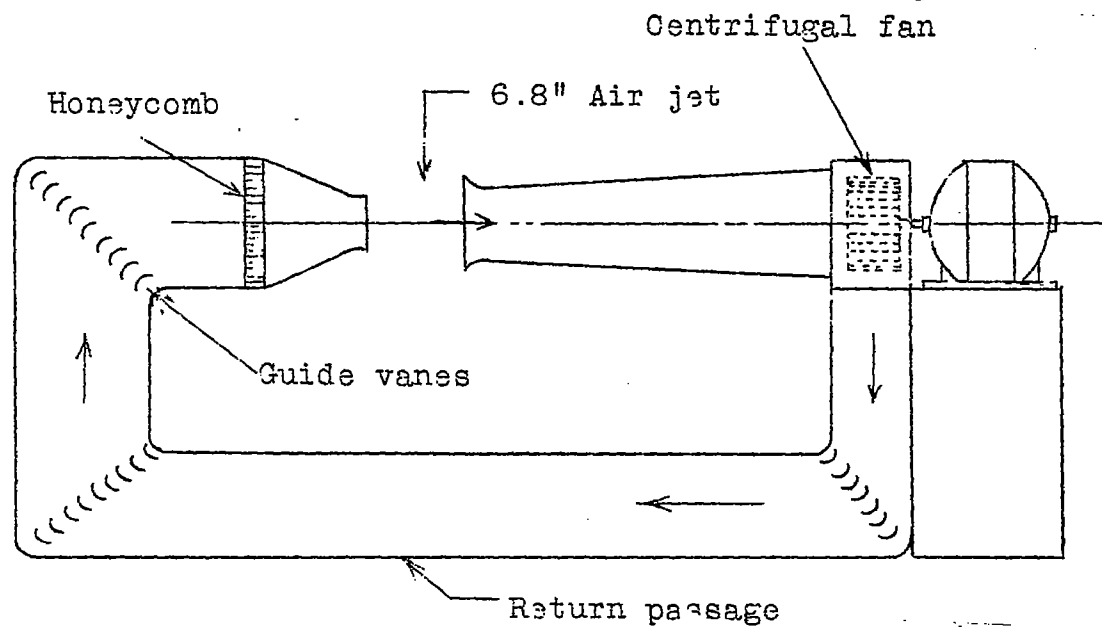 Centrifugal fan
6.8" Air jet
Honeycomb
Guide vanes
Return passage